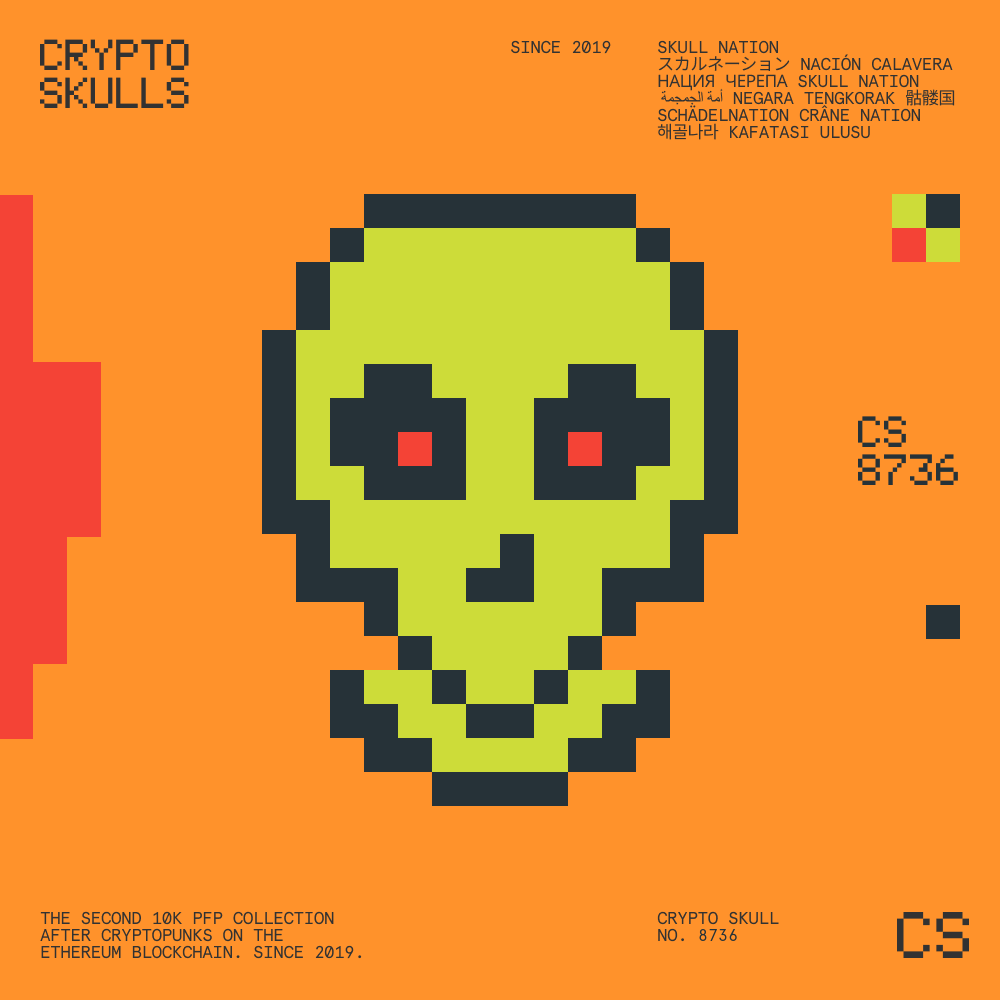 CRYPTO
SKULLS
SINCE 2019
SKULL NATION
スカルネーション NACIÓN CALAVERA
НАЦИЯ ЧЕРЕПА SKULL NATION
أمة الجمجمة NEGARA TENGKORAK 骷髅国
SCHÄDELNATION CRÂNE NATION
해골나라 KAFATASI ULUSU
CS
8736
THE SECOND 10K PFP COLLECTION
AFTER CRYPTOPUNKS ON THE
ETHEREUM BLOCKCHAIN. SINCE 2019.
CRYPTO SKULL
NO. 8736
CS